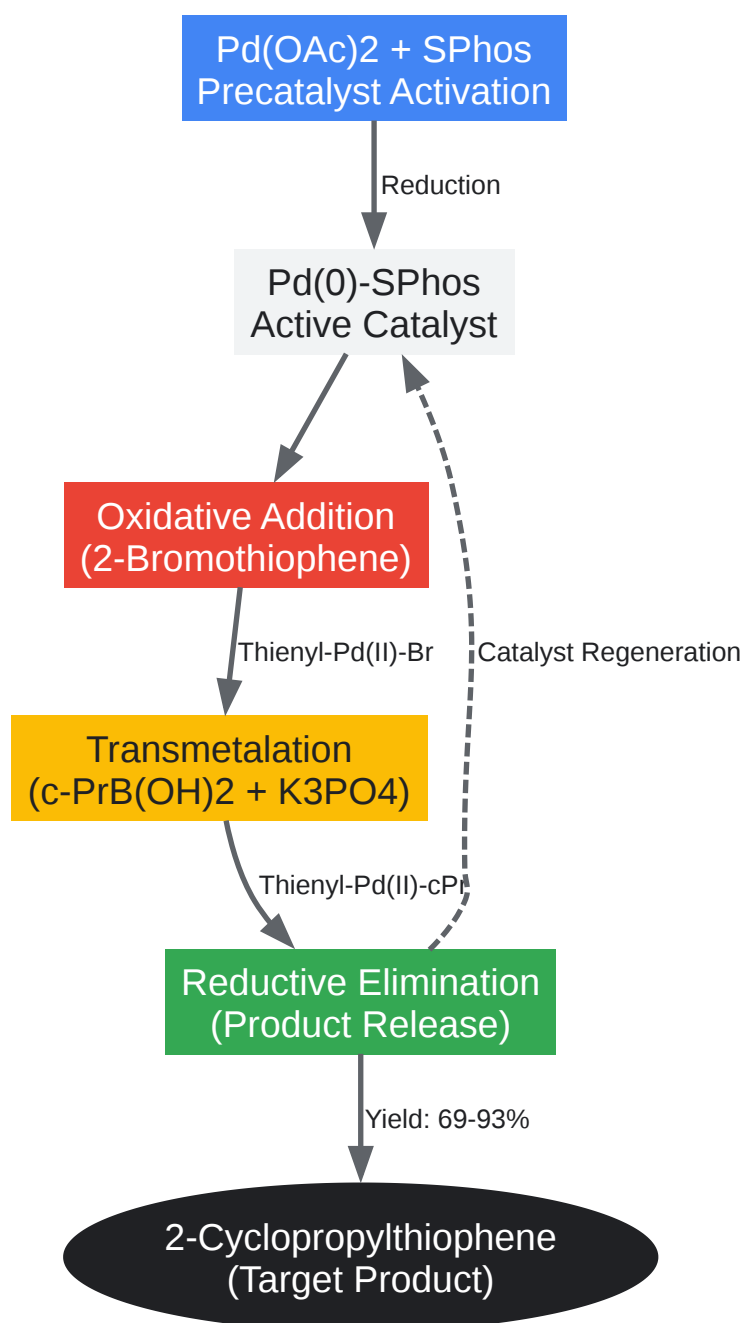 Pd(OAc)2 + SPhos
Precatalyst Activation
Reduction
Pd(0)-SPhos
Active Catalyst
Oxidative Addition
(2-Bromothiophene)
Thienyl-Pd(II)-Br
Catalyst Regeneration
Transmetalation
(c-PrB(OH)2 + K3PO4)
Thienyl-Pd(II)-cPr
Reductive Elimination
(Product Release)
Yield: 69-93%
2-Cyclopropylthiophene
(Target Product)